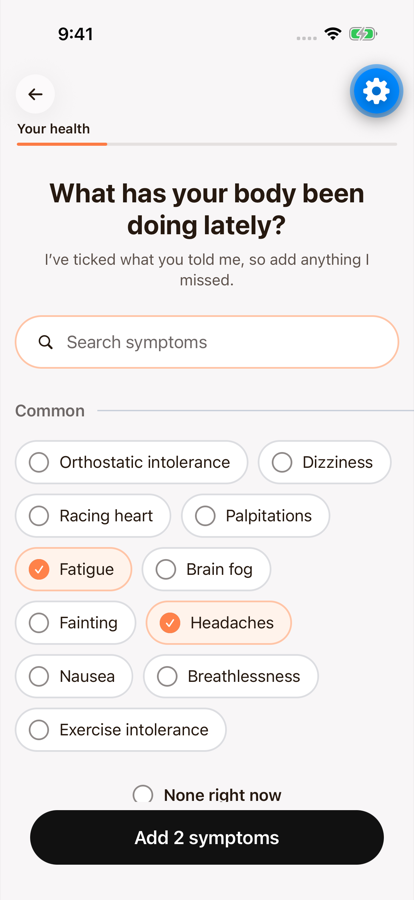 9:41
Your health
What has your body been
doing lately?
I’ve ticked what you told me, so add anything I
missed.
Search symptoms
Common
Orthostatic intolerance
Dizziness
Racing heart
Palpitations
Fatigue
Brain fog
Fainting
Headaches
Nausea
Breathlessness
Exercise intolerance
None right now
Add 2 symptoms